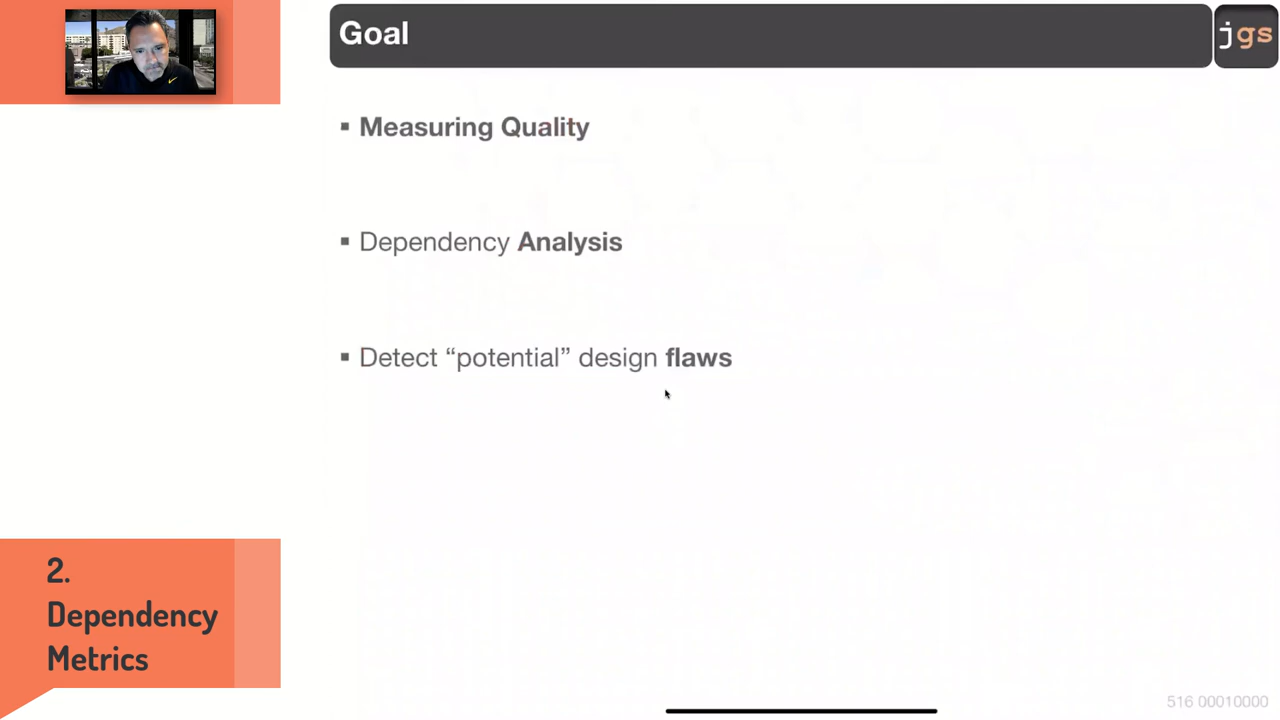 Goal
jgs
Measuring Quality
Dependency Analysis
Detect “potential” design flaws
2.
Dependency
Metrics
516 00010000